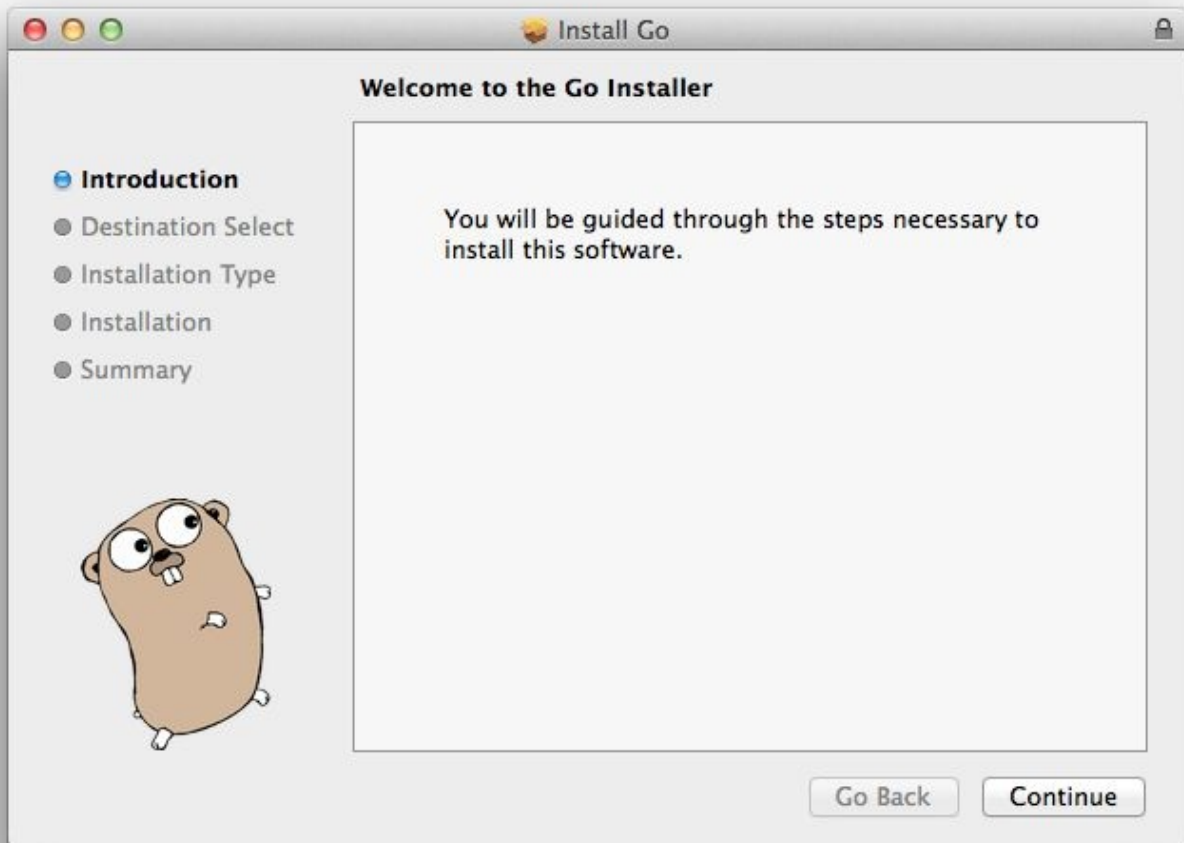 Install Go
Welcome to the Go Installer
Introduction
Destination Select
Installation Type
Installation
Summary
You will be guided through the steps necessary to
install this software.
Go Back
Continue